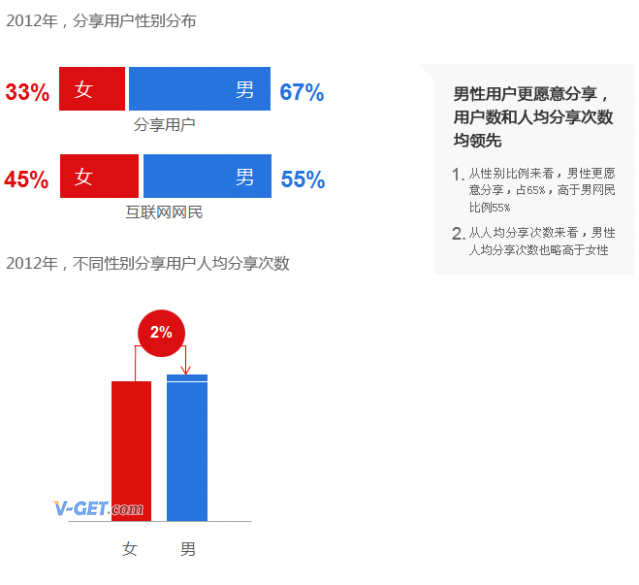 2012年，分享用户性别分布
33% 女 男 67%
分享用户
45% 女 男 55%
互联网网民
男性用户更愿意分享，
用户数和人均分享次数
均领先
1. 从性别比例来看，男性更愿
意分享，占65%，高于男网民
比例55%
2. 从人均分享次数来看，男性
人均分享次数也略高于女性
2012年，不同性别分享用户人均分享次数
2%
V-GET.com
女 男